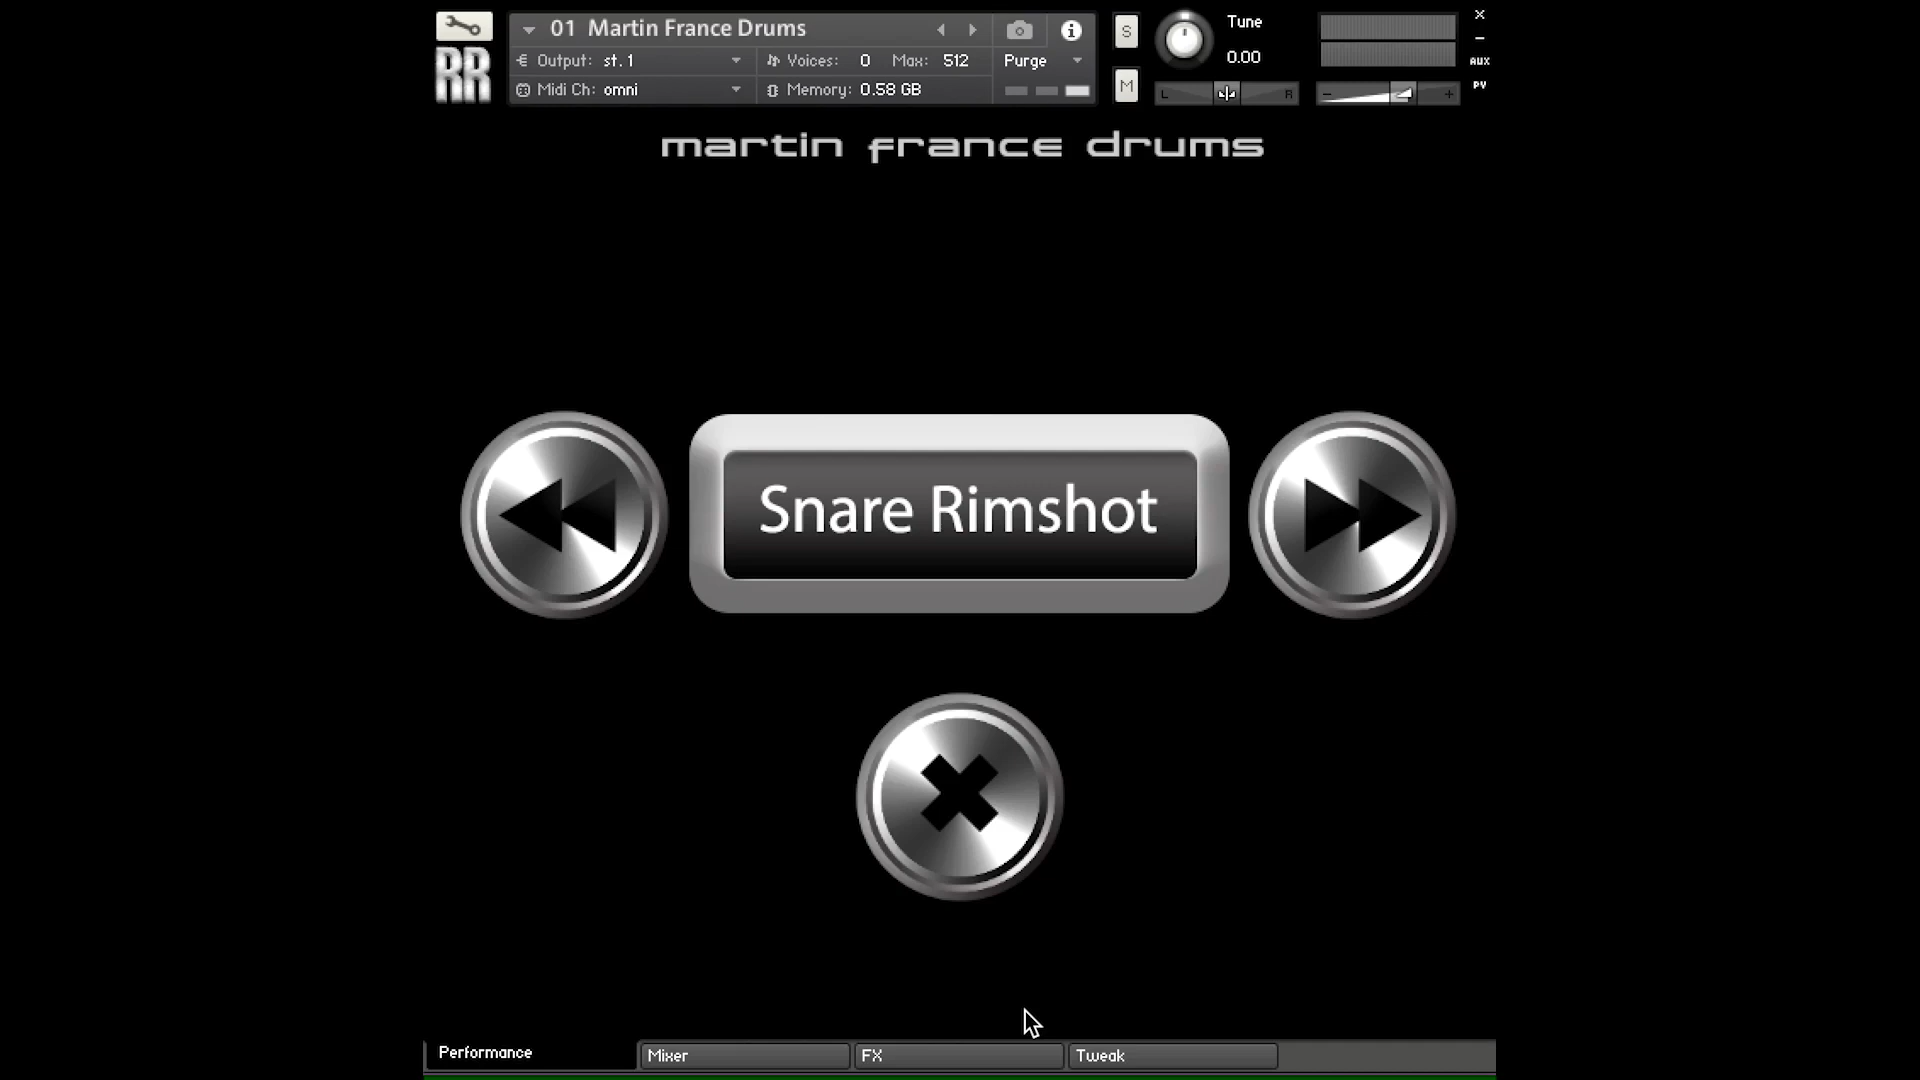 01 Martin France Drums
Output: st.1
Voices: 0 Max: 512
Purge
Midi Ch: omni
Memory: 0.58 GB
RR
S
M
Tune
0.00
L R
- +
x
-
AUX
PV
martin france drums
Snare Rimshot
Performance
Mixer
FX
Tweak